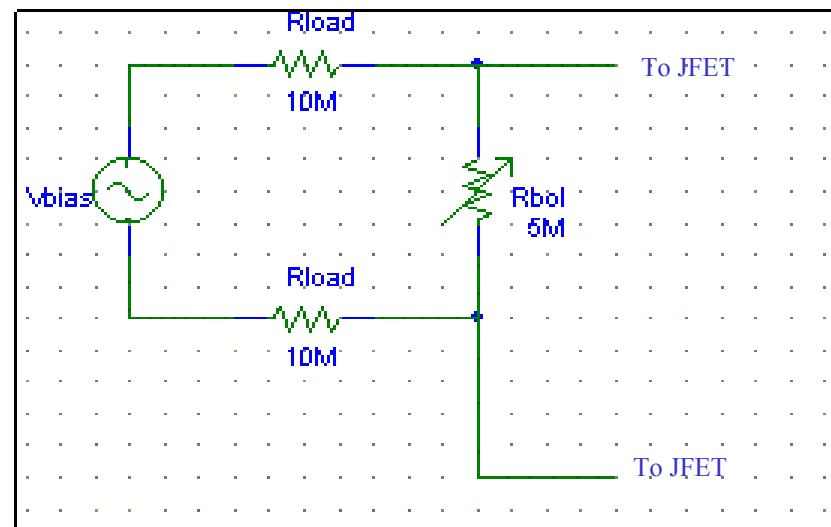 Rload
10M
To JFET
Vbias
Rbol
5M
Rload
10M
To JFET